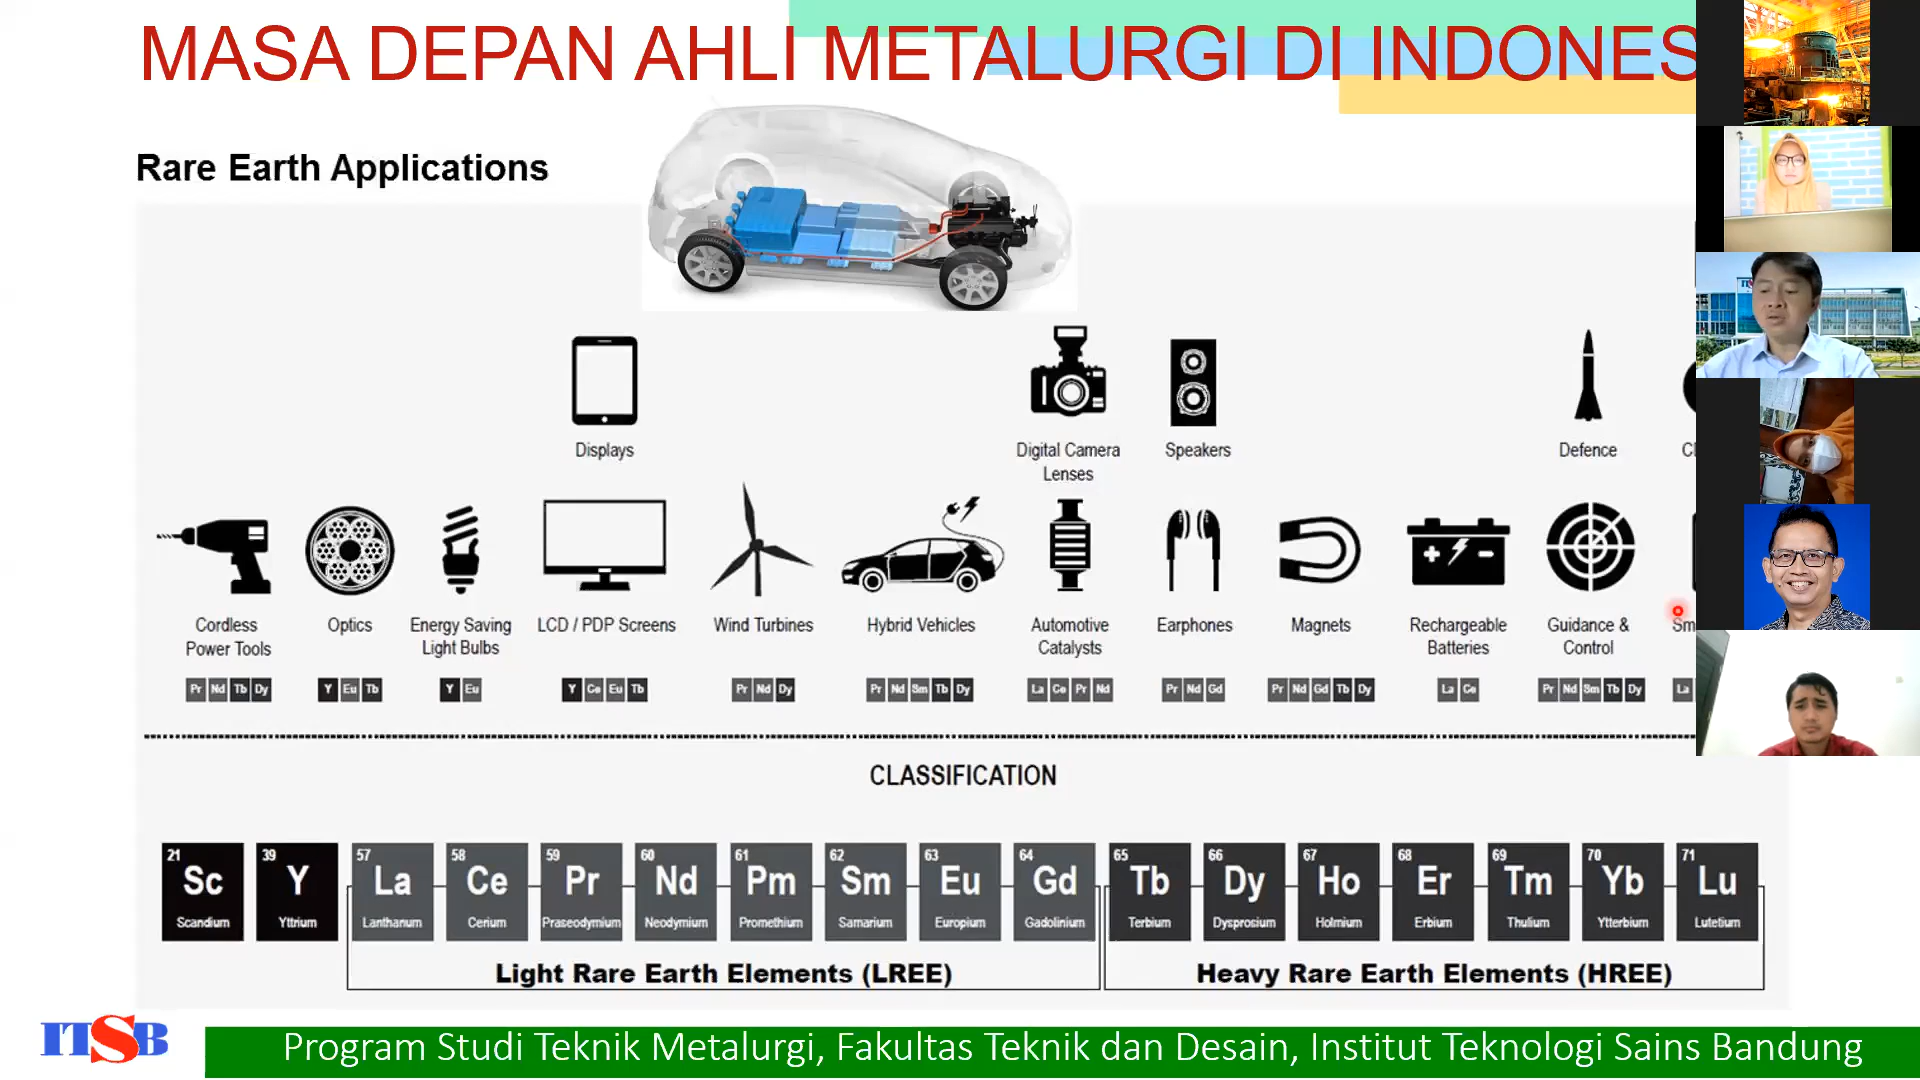 MASA DEPAN AHLI METALURGI DI INDONES
Rare Earth Applications
Displays
Digital Camera
Lenses
Speakers
Defence
Cordless
Power Tools
Optics
Energy Saving
Light Bulbs
LCD / PDP Screens
Wind Turbines
Hybrid Vehicles
Automotive
Catalysts
Earphones
Magnets
Rechargeable
Batteries
Guidance &
Control
Sm
Pr Nd Tb Dy
Y Eu Tb
Y Eu
Y Ce Eu Tb
Pr Nd Dy
Pr Nd Sm Tb Dy
La Ce Pr Nd
Pr Nd Gd
Pr Nd Gd Tb Dy
La Ce
Pr Nd Sm Tb Dy
La
CLASSIFICATION
21 Sc Scandium
39 Y Yttrium
57 La Lanthanum
58 Ce Cerium
59 Pr Praseodymium
60 Nd Neodymium
61 Pm Promethium
62 Sm Samarium
63 Eu Europium
64 Gd Gadolinium
65 Tb Terbium
66 Dy Dysprosium
67 Ho Holmium
68 Er Erbium
69 Tm Thulium
70 Yb Ytterbium
71 Lu Lutetium
Light Rare Earth Elements (LREE)
Heavy Rare Earth Elements (HREE)
ITSB
Program Studi Teknik Metalurgi, Fakultas Teknik dan Desain, Institut Teknologi Sains Bandung